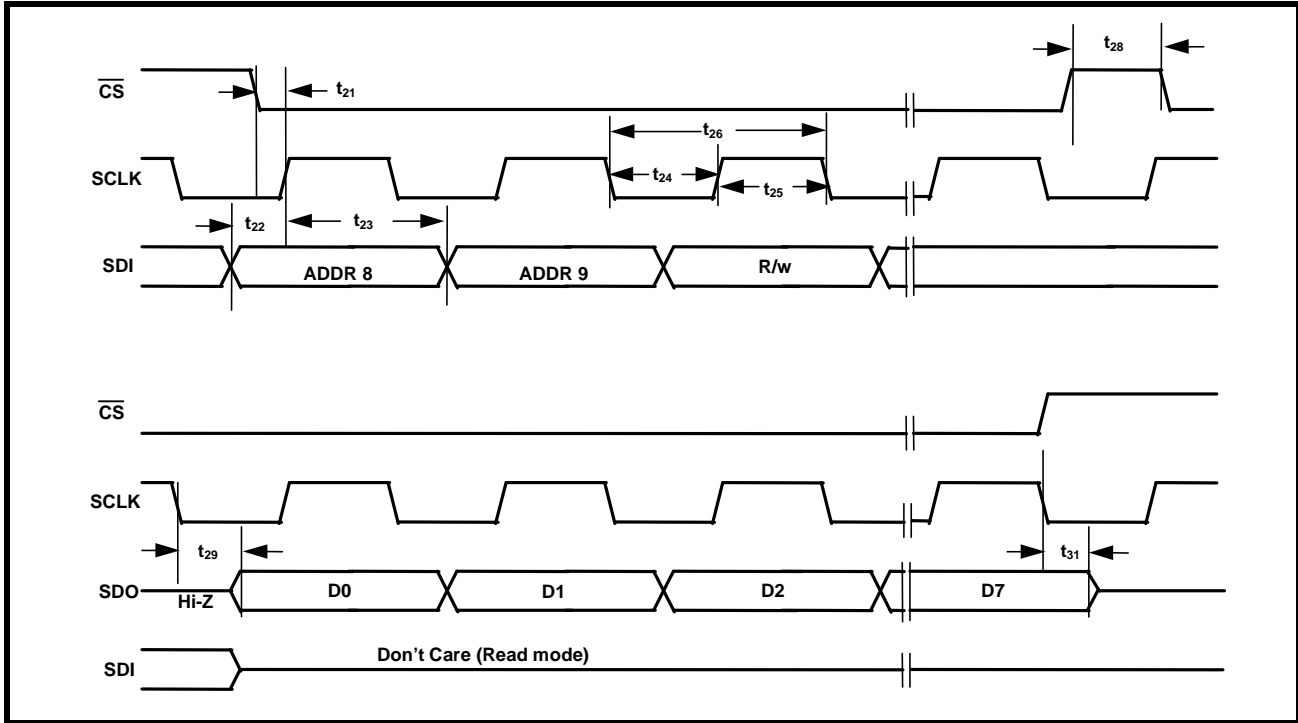 t28
CS
t21
t26
SCLK
t24
t25
t22
t23
SDI
ADDR 8
ADDR 9
R/w
CS
SCLK
t29
t31
SDO
Hi-Z
D0
D1
D2
D7
Don't Care (Read mode)
SDI